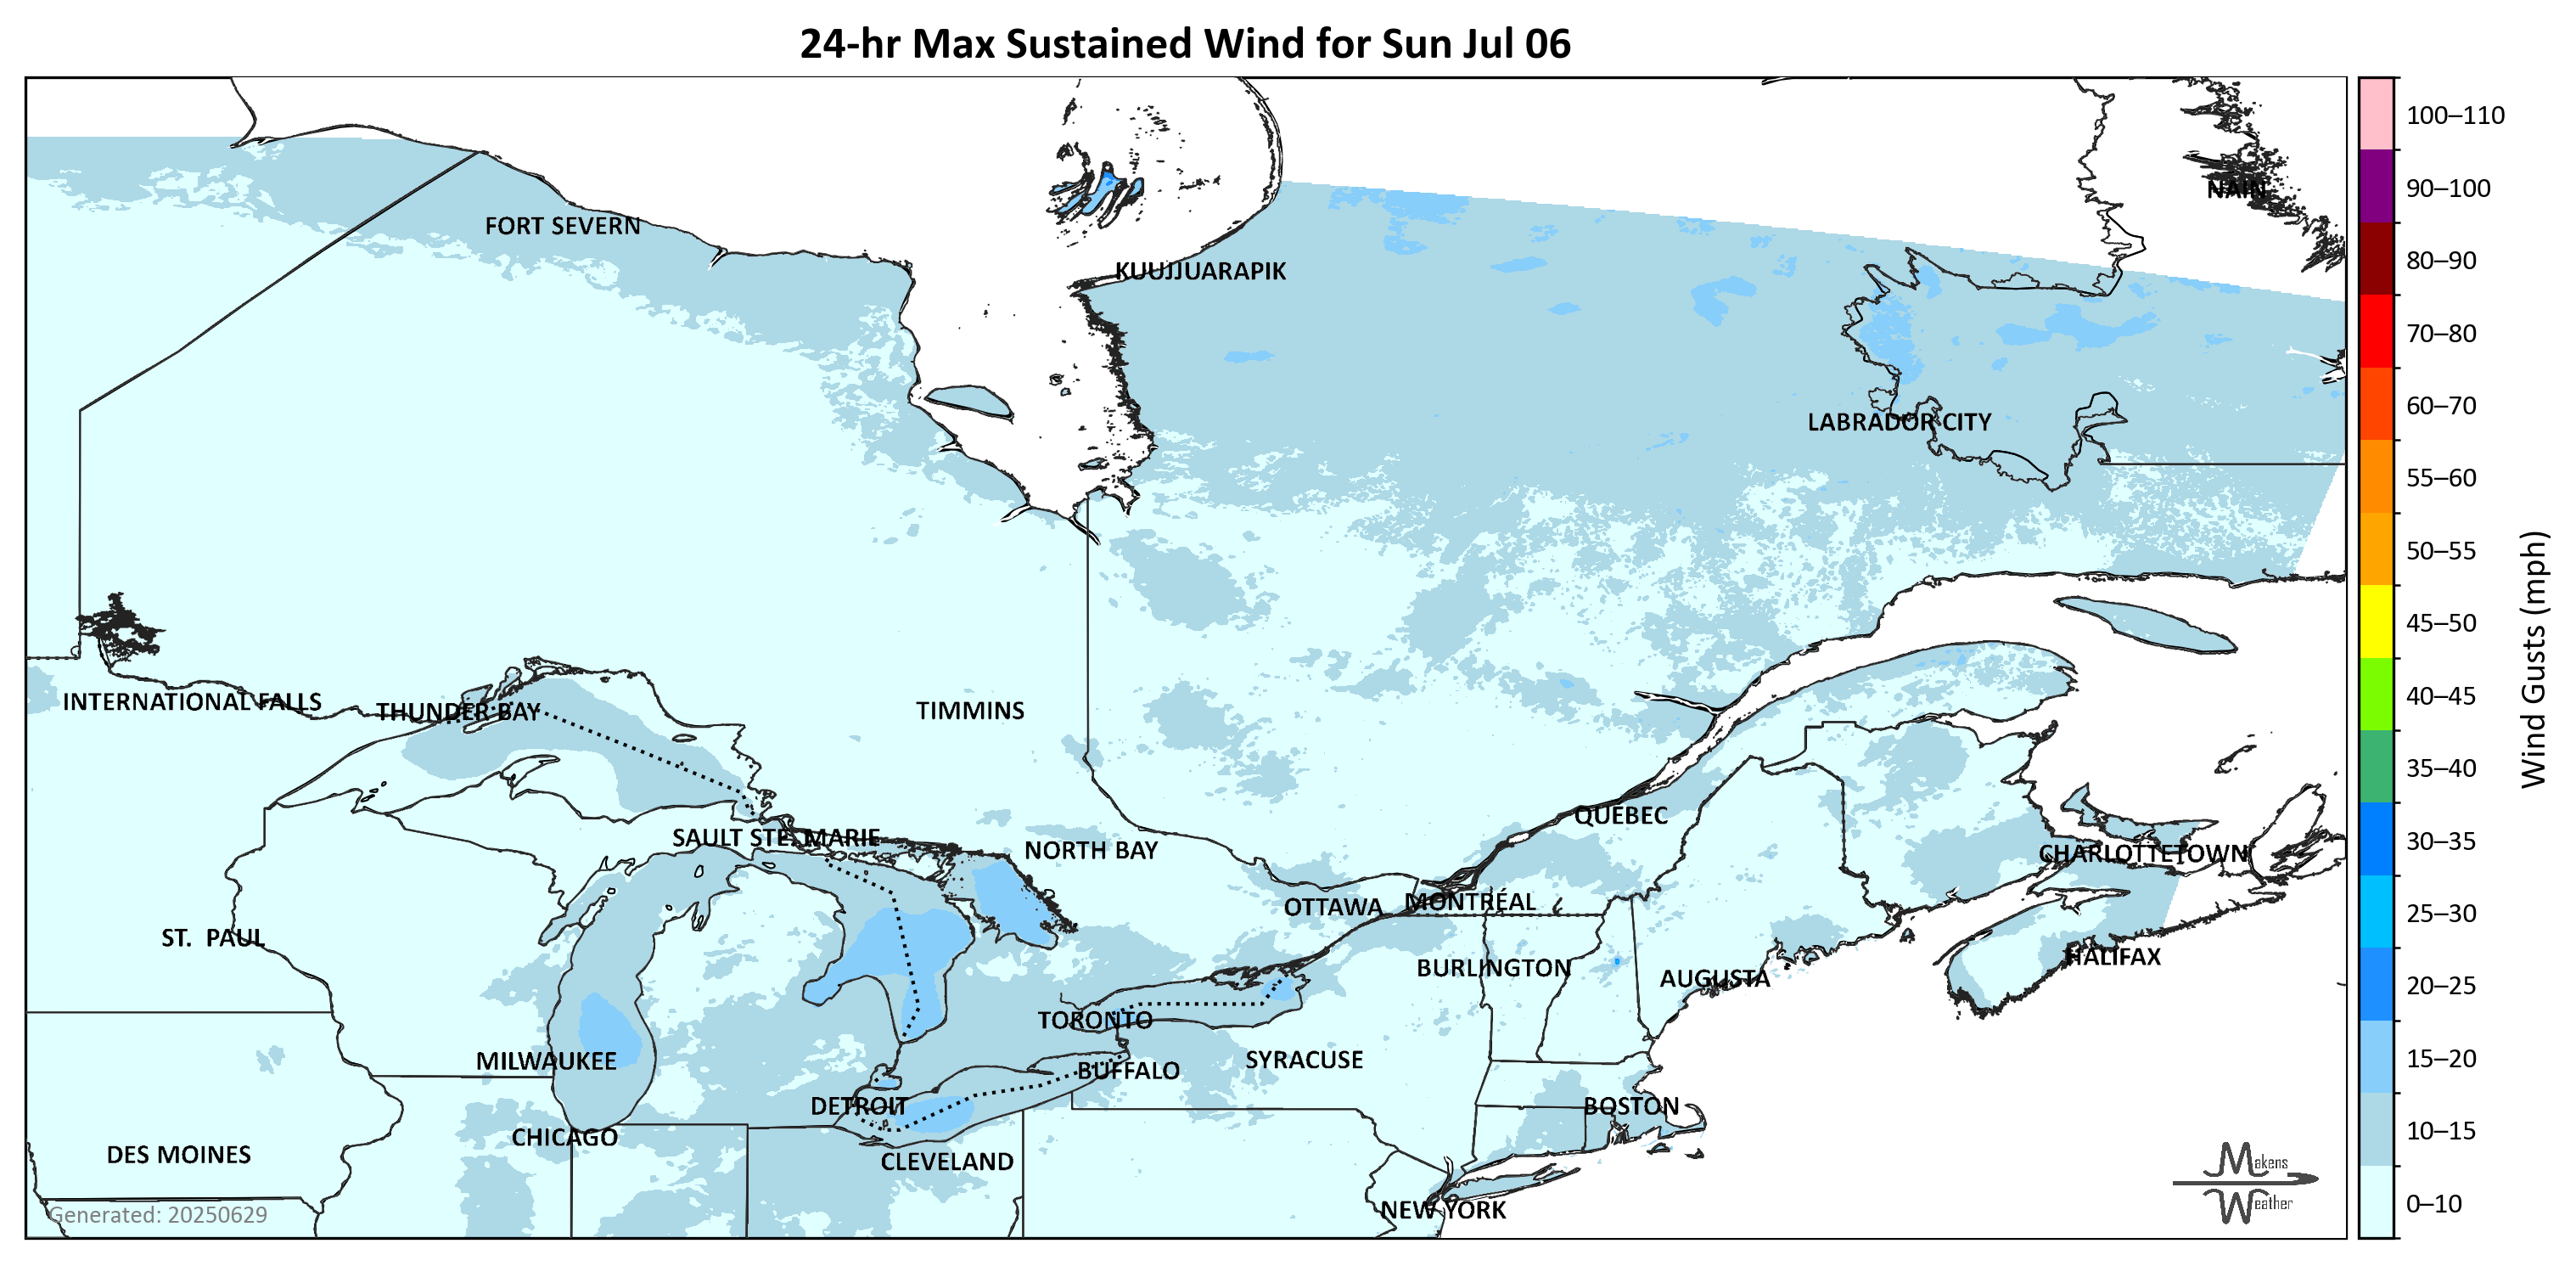 24-hr Max Sustained Wind for Sun Jul 06
100–110
90–100
NAIN
FORT SEVERN
80–90
KUUJJUARAPIK
70–80
60–70
LABRADOR CITY
55–60
50–55
45–50
Wind Gusts (mph)
40–45
INTERNATIONAL FALLS
THUNDER BAY
TIMMINS
35–40
QUEBEC
SAULT STE. MARIE
NORTH BAY
CHARLOTTETOWN
30–35
OTTAWA
MONTRÉAL
25–30
ST. PAUL
HALIFAX
BURLINGTON
AUGUSTA
20–25
TORONTO
MILWAUKEE
SYRACUSE
15–20
BUFFALO
DETROIT
BOSTON
CHICAGO
10–15
DES MOINES
CLEVELAND
Makens
Weather
0–10
NEW YORK
Generated: 20250629